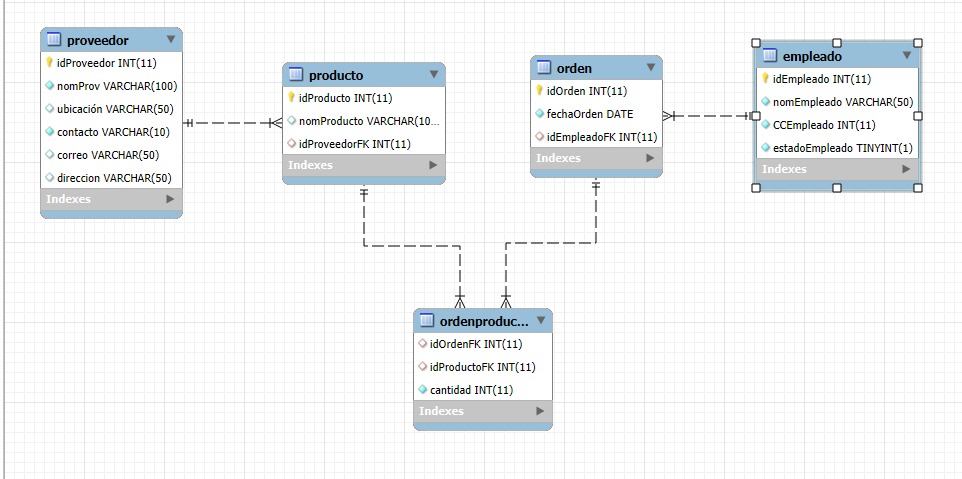 proveedor
idProveedor INT(11)
nomProv VARCHAR(100)
ubicación VARCHAR(50)
contacto VARCHAR(10)
correo VARCHAR(50)
direccion VARCHAR(50)
Indexes
producto
idProducto INT(11)
nomProducto VARCHAR(10...
idProveedorFK INT(11)
Indexes
orden
idOrden INT(11)
fechaOrden DATE
idEmpleadoFK INT(11)
Indexes
empleado
idEmpleado INT(11)
nomEmpleado VARCHAR(50)
CCEmpleado INT(11)
estadoEmpleado TINYINT(1)
Indexes
ordenproduc...
idOrdenFK INT(11)
idProductoFK INT(11)
cantidad INT(11)
Indexes